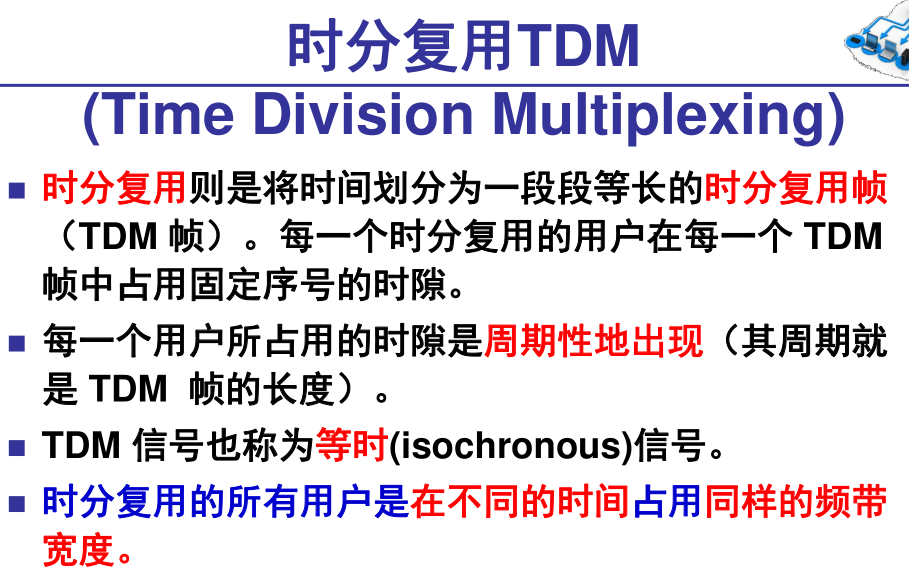 时分复用TDM
(Time Division Multiplexing)
■ 时分复用则是将时间划分为一段段等长的时分复用帧
（TDM 帧）。每一个时分复用的用户在每一个 TDM
帧中占用固定序号的时隙。
■ 每一个用户所占用的时隙是周期性地出现（其周期就
是 TDM 帧的长度）。
■ TDM 信号也称为等时(isochronous)信号。
■ 时分复用的所有用户是在不同的时间占用同样的频带
宽度。